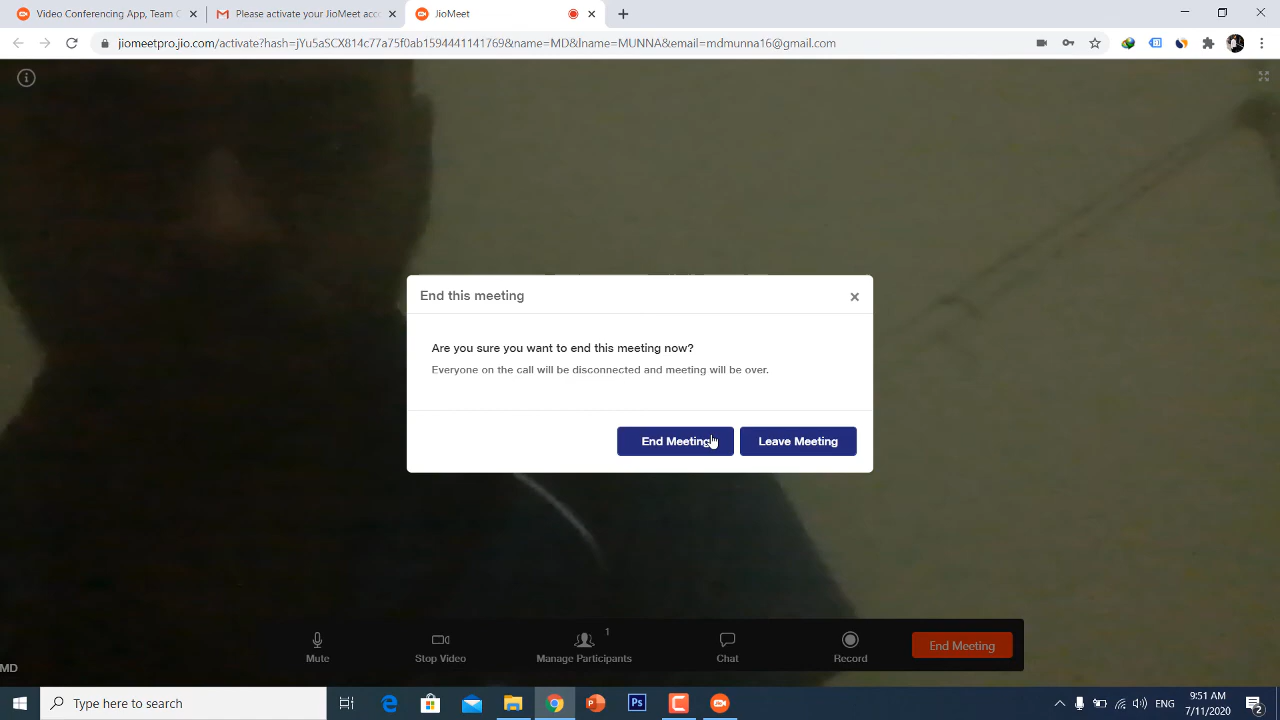 Video Conferencing App, Team C
Please activate your JioMeet acc
JioMeet
jiomeetpro.jio.com/activate?hash=jYu5aSCX814c77a75f0ab1594441141769&name=MD&lname=MUNNA&email=mdmunna16@gmail.com
End this meeting
Are you sure you want to end this meeting now?
Everyone on the call will be disconnected and meeting will be over.
End Meeting
Leave Meeting
1
Mute
Stop Video
Manage Participants
Chat
Record
End Meeting
MD
Type here to search
ENG
9:51 AM
7/11/2020
2